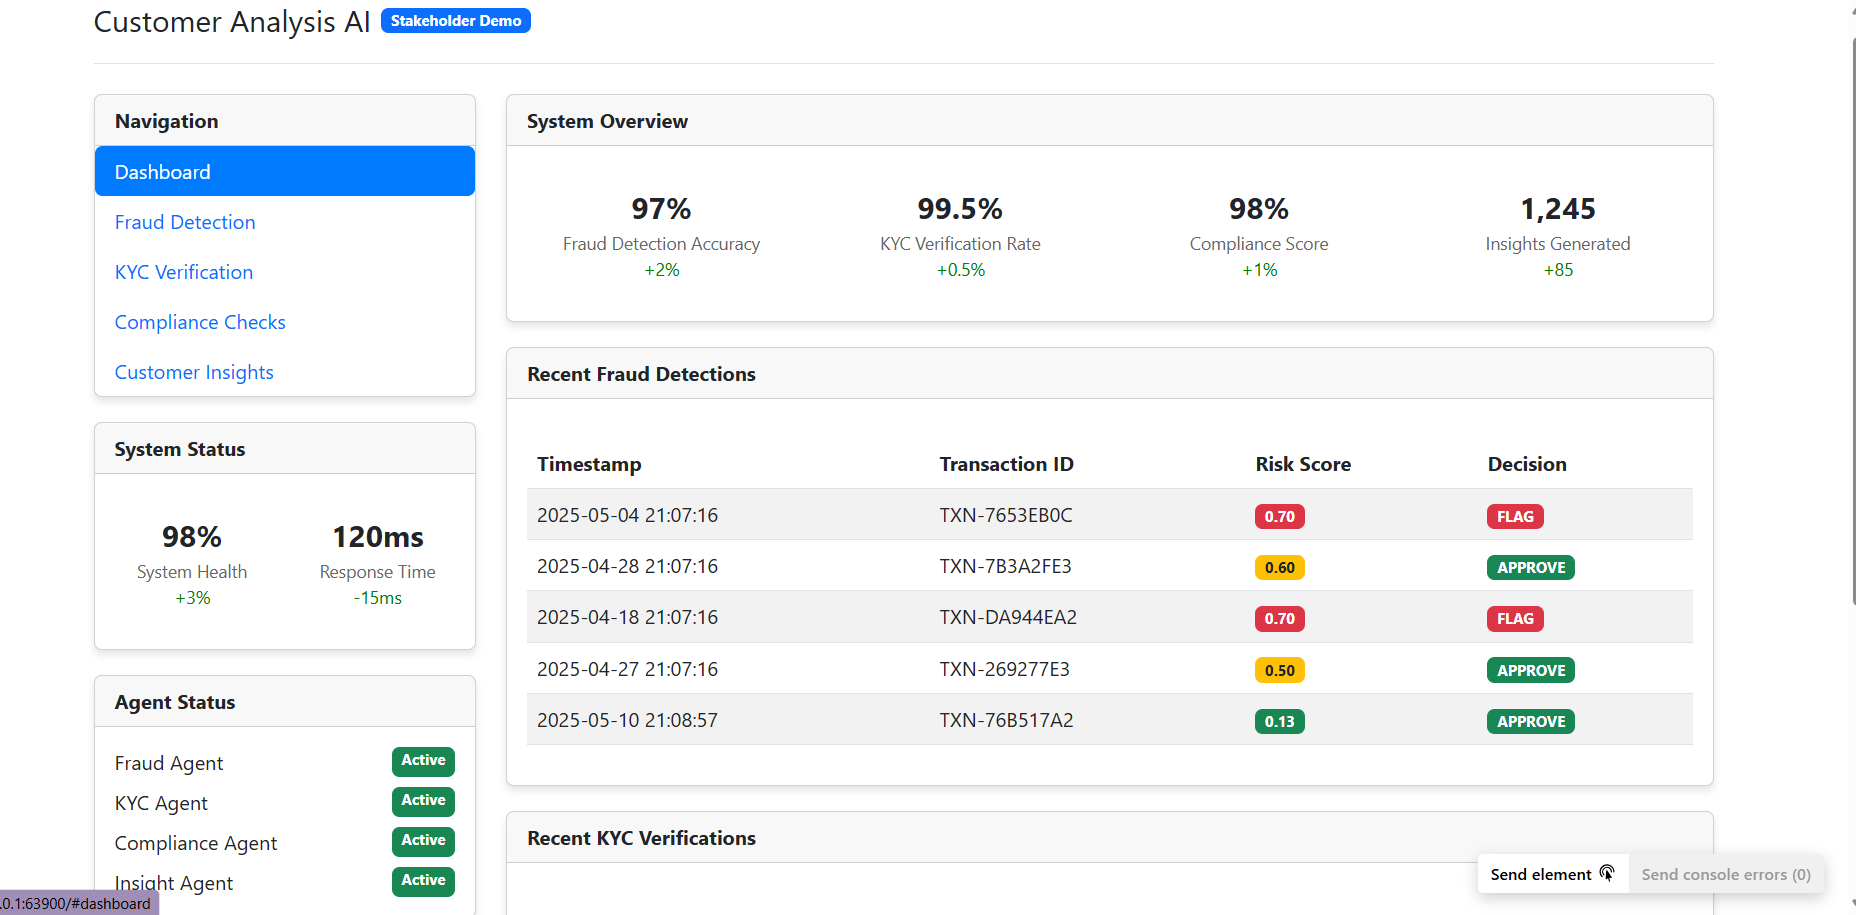 Customer Analysis AI Stakeholder Demo
Navigation
Dashboard
Fraud Detection
KYC Verification
Compliance Checks
Customer Insights
System Status
98% 120ms
System Health Response Time
+3% -15ms
Agent Status
Fraud Agent Active
KYC Agent Active
Compliance Agent Active
Insight Agent Active
System Overview
97% 99.5% 98% 1,245
Fraud Detection Accuracy KYC Verification Rate Compliance Score Insights Generated
+2% +0.5% +1% +85
Recent Fraud Detections
Timestamp Transaction ID Risk Score Decision
2025-05-04 21:07:16 TXN-7653EB0C 0.70 FLAG
2025-04-28 21:07:16 TXN-7B3A2FE3 0.60 APPROVE
2025-04-18 21:07:16 TXN-DA944EA2 0.70 FLAG
2025-04-27 21:07:16 TXN-269277E3 0.50 APPROVE
2025-05-10 21:08:57 TXN-76B517A2 0.13 APPROVE
Recent KYC Verifications
Send element Send console errors (0)
.0.1:63900/#dashboard